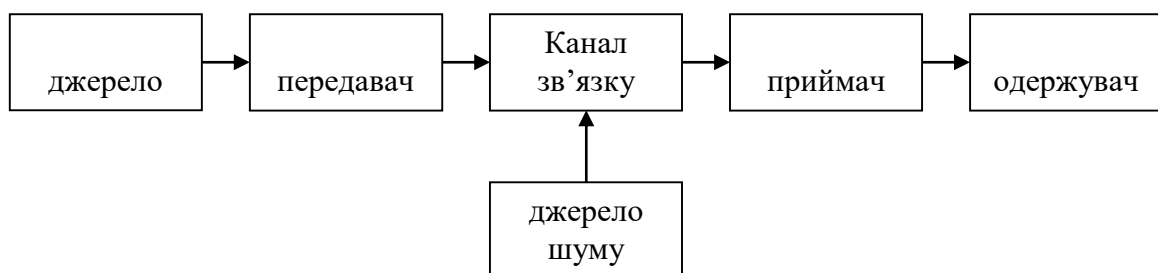 джерело
передавач
Канал
зв’язку
приймач
одержувач
джерело
шуму